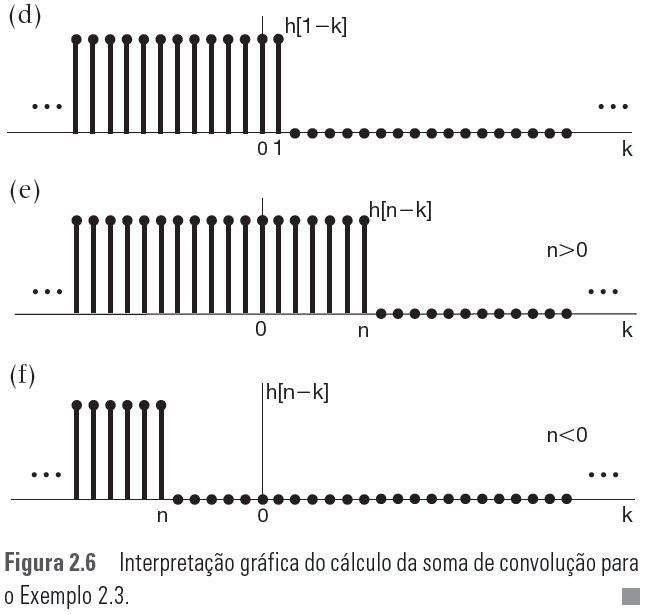 (d)
h[1−k]
... ...
0 1 k
(e)
h[n−k]
n>0
... ...
0 n k
(f)
h[n−k]
n<0
... ...
n 0 k
Figura 2.6 Interpretação gráfica do cálculo da soma de convolução para
o Exemplo 2.3.